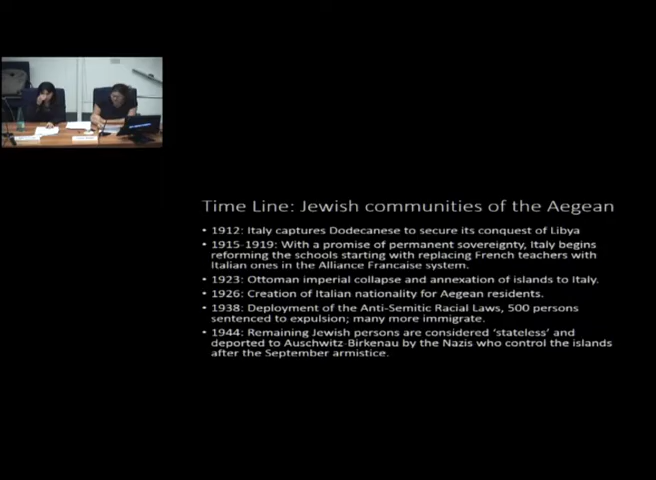 Time Line: Jewish communities of the Aegean
• 1912: Italy captures Dodecanese to secure its conquest of Libya
• 1915-1919: With a promise of permanent sovereignty, Italy begins
reforming the schools starting with replacing French teachers with
Italian ones in the Alliance Francaise system.
• 1923: Ottoman imperial collapse and annexation of islands to Italy.
• 1926: Creation of Italian nationality for Aegean residents.
• 1938: Deployment of the Anti-Semitic Racial Laws, 500 persons
sentenced to expulsion; many more immigrate.
• 1944: Remaining Jewish persons are considered ‘stateless’ and
deported to Auschwitz-Birkenau by the Nazis who control the islands
after the September armistice.